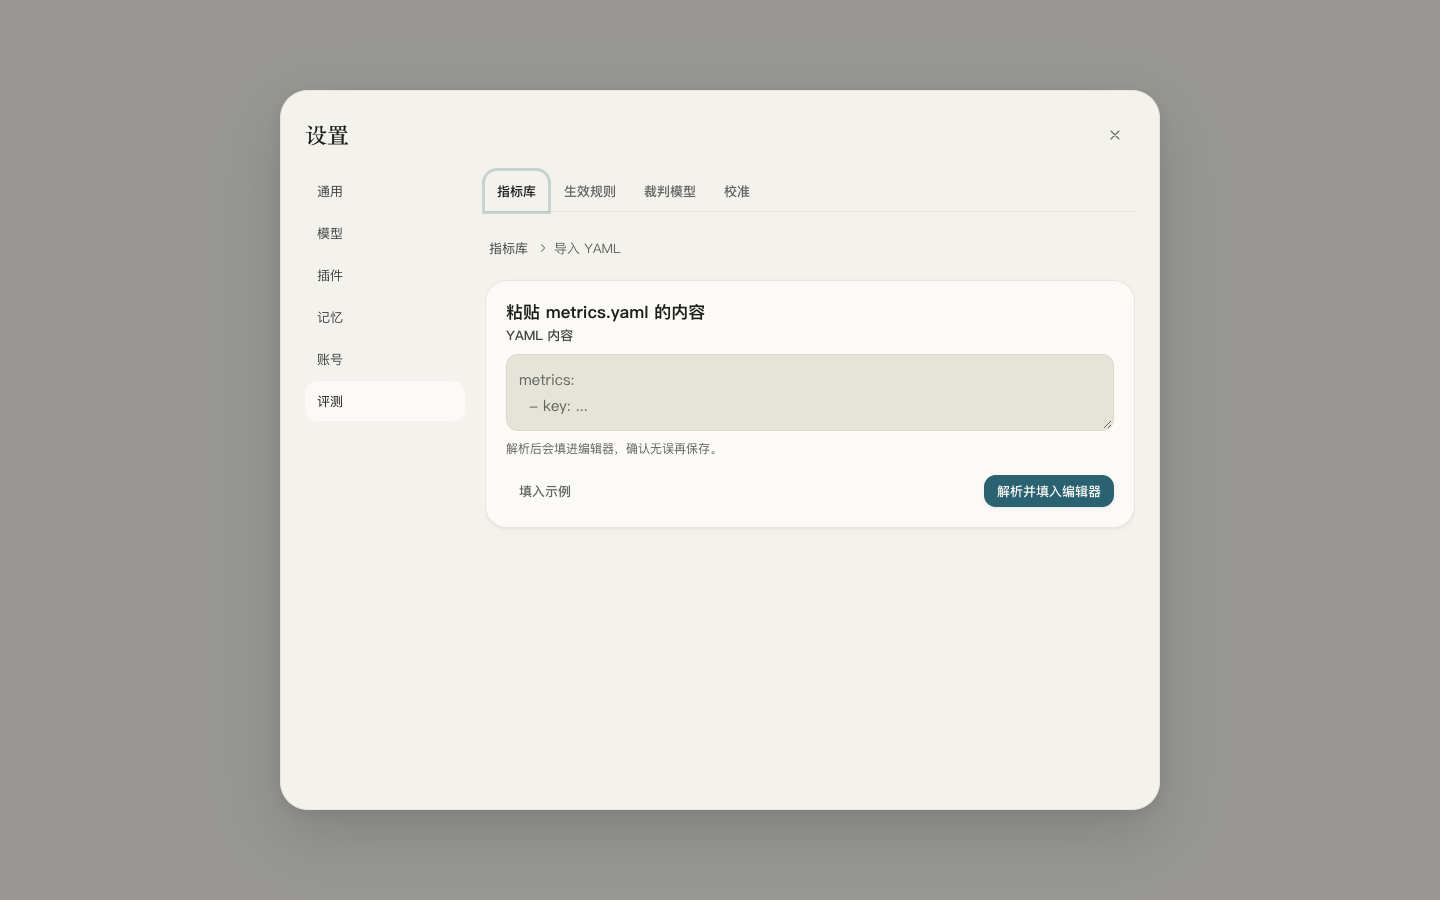 设置
通用
模型
插件
记忆
账号
评测
指标库 生效规则 裁判模型 校准
指标库 > 导入 YAML
粘贴 metrics.yaml 的内容
YAML 内容
metrics:
– key: ...
解析后会填进编辑器，确认无误再保存。
填入示例
解析并填入编辑器